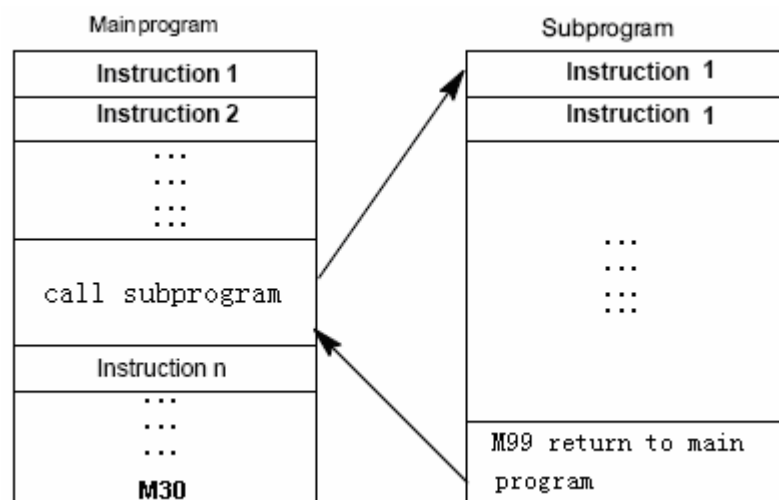 Main program
Instruction 1
Instruction 2
...
...
...
...
call subprogram
Instruction n
...
...
...
M30
Subprogram
Instruction 1
Instruction 1
...
...
...
...
M99 return to main
program